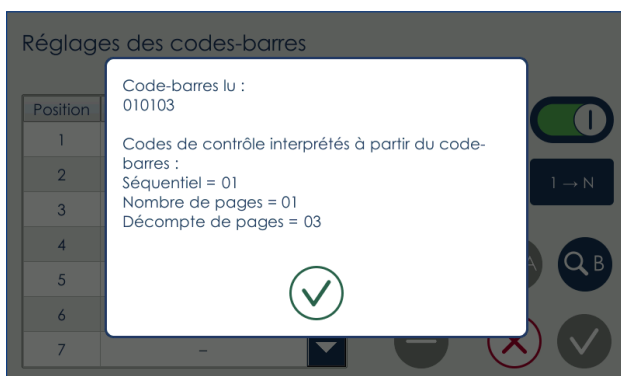 Réglages des codes-barres
Code-barres lu :
010103
Codes de contrôle interprétés à partir du code-
barres :
Séquentiel = 01
Nombre de pages = 01
Décompte de pages = 03
Position
1
2
3
4
5
6
7 –
1 → N
A
B